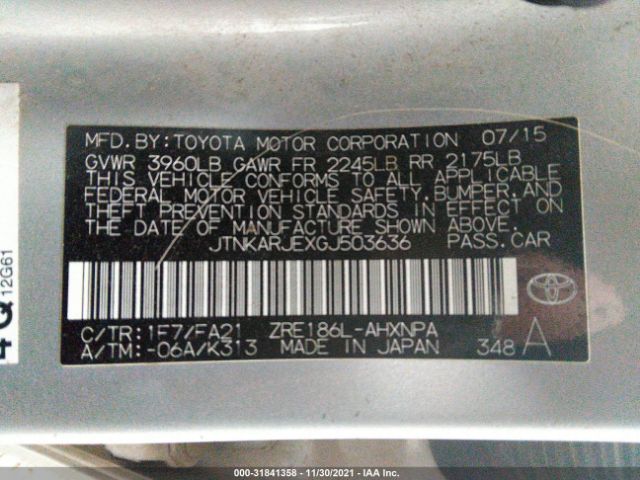 MFD. BY: TOYOTA MOTOR CORPORATION 07/15
GVWR 3960LB GAWR FR 2245LB RR 2175LB
THIS VEHICLE CONFORMS TO ALL APPLICABLE
FEDERAL MOTOR VEHICLE SAFETY, BUMPER, AND
THEFT PREVENTION STANDARDS IN EFFECT ON
THE DATE OF MANUFACTURE SHOWN ABOVE.
JTNKARJEXGJ503636 PASS.CAR
C/TR: 1F7/FA21 ZRE186L-AHXNPA
A/TM: -06A/K313 MADE IN JAPAN 348 A
12G61
000-31841358 - 11/30/2021 - IAA Inc.